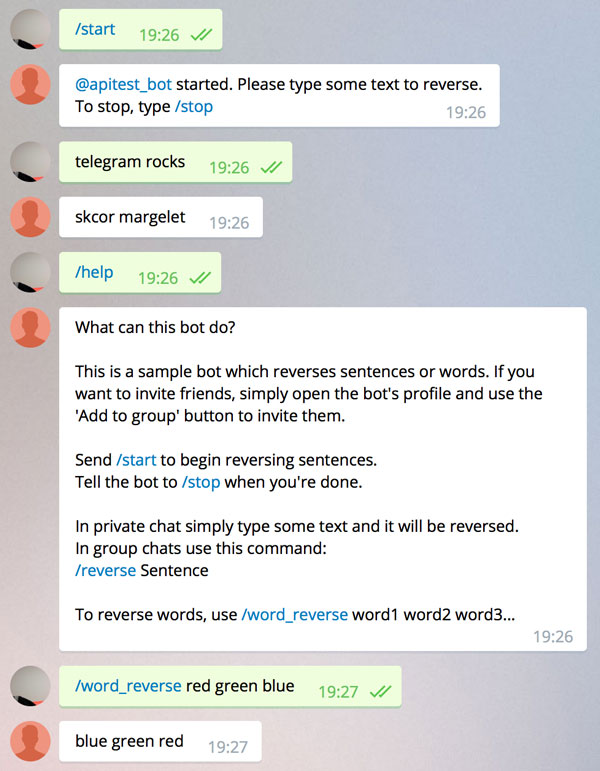 /start 19:26
@apitest_bot started. Please type some text to reverse.
To stop, type /stop
19:26
telegram rocks 19:26
skcor margelet 19:26
/help 19:26
What can this bot do?
This is a sample bot which reverses sentences or words. If you
want to invite friends, simply open the bot's profile and use the
'Add to group' button to invite them.
Send /start to begin reversing sentences.
Tell the bot to /stop when you're done.
In private chat simply type some text and it will be reversed.
In group chats use this command:
/reverse Sentence
To reverse words, use /word_reverse word1 word2 word3...
19:26
/word_reverse red green blue 19:27
blue green red 19:27